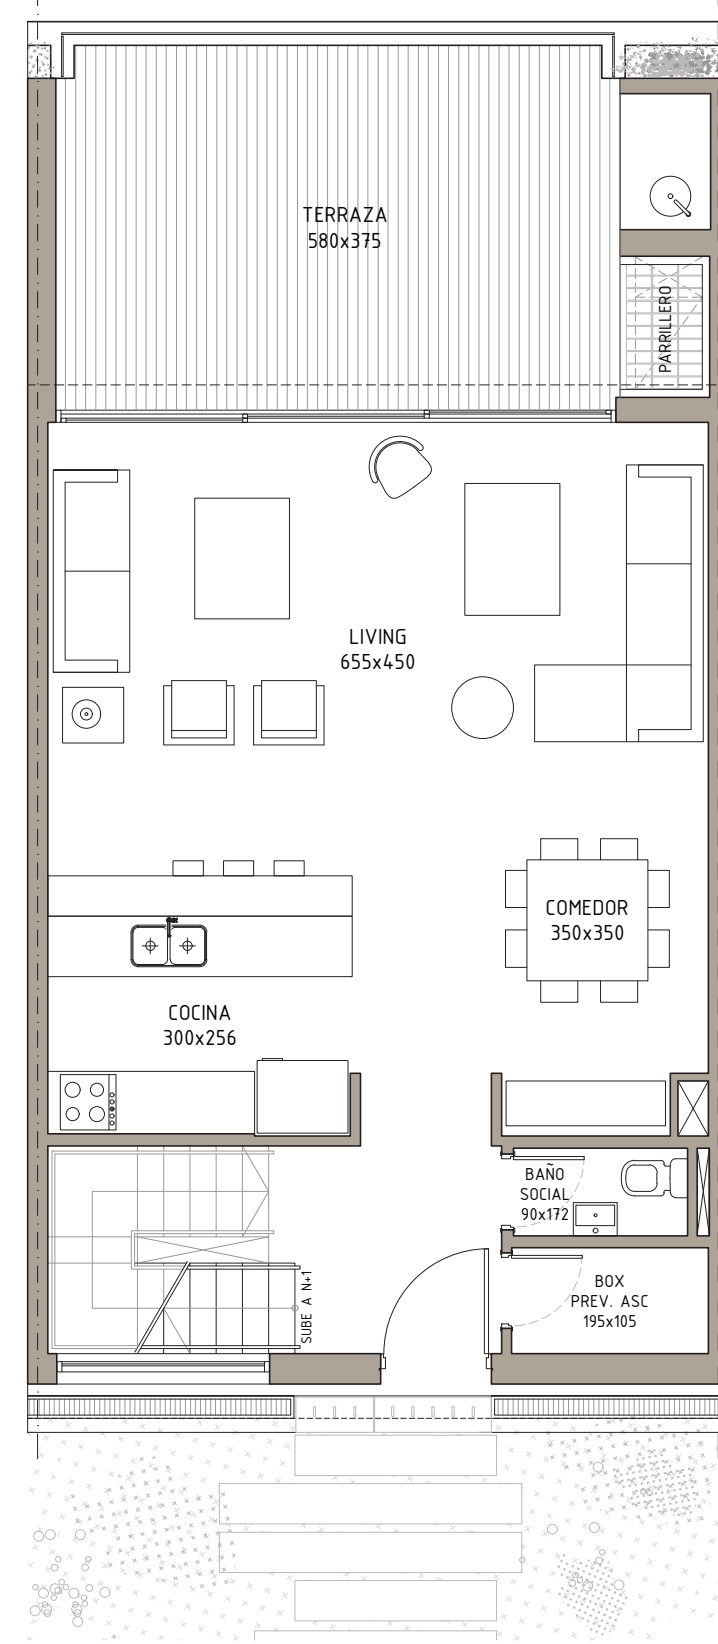 TERRAZA
580x375
PARRILLERO
LIVING
655x450
COMEDOR
350x350
COCINA
300x256
BAÑO
SOCIAL
90x172
SUBE A N+1
BOX
PREV. ASC
195x105